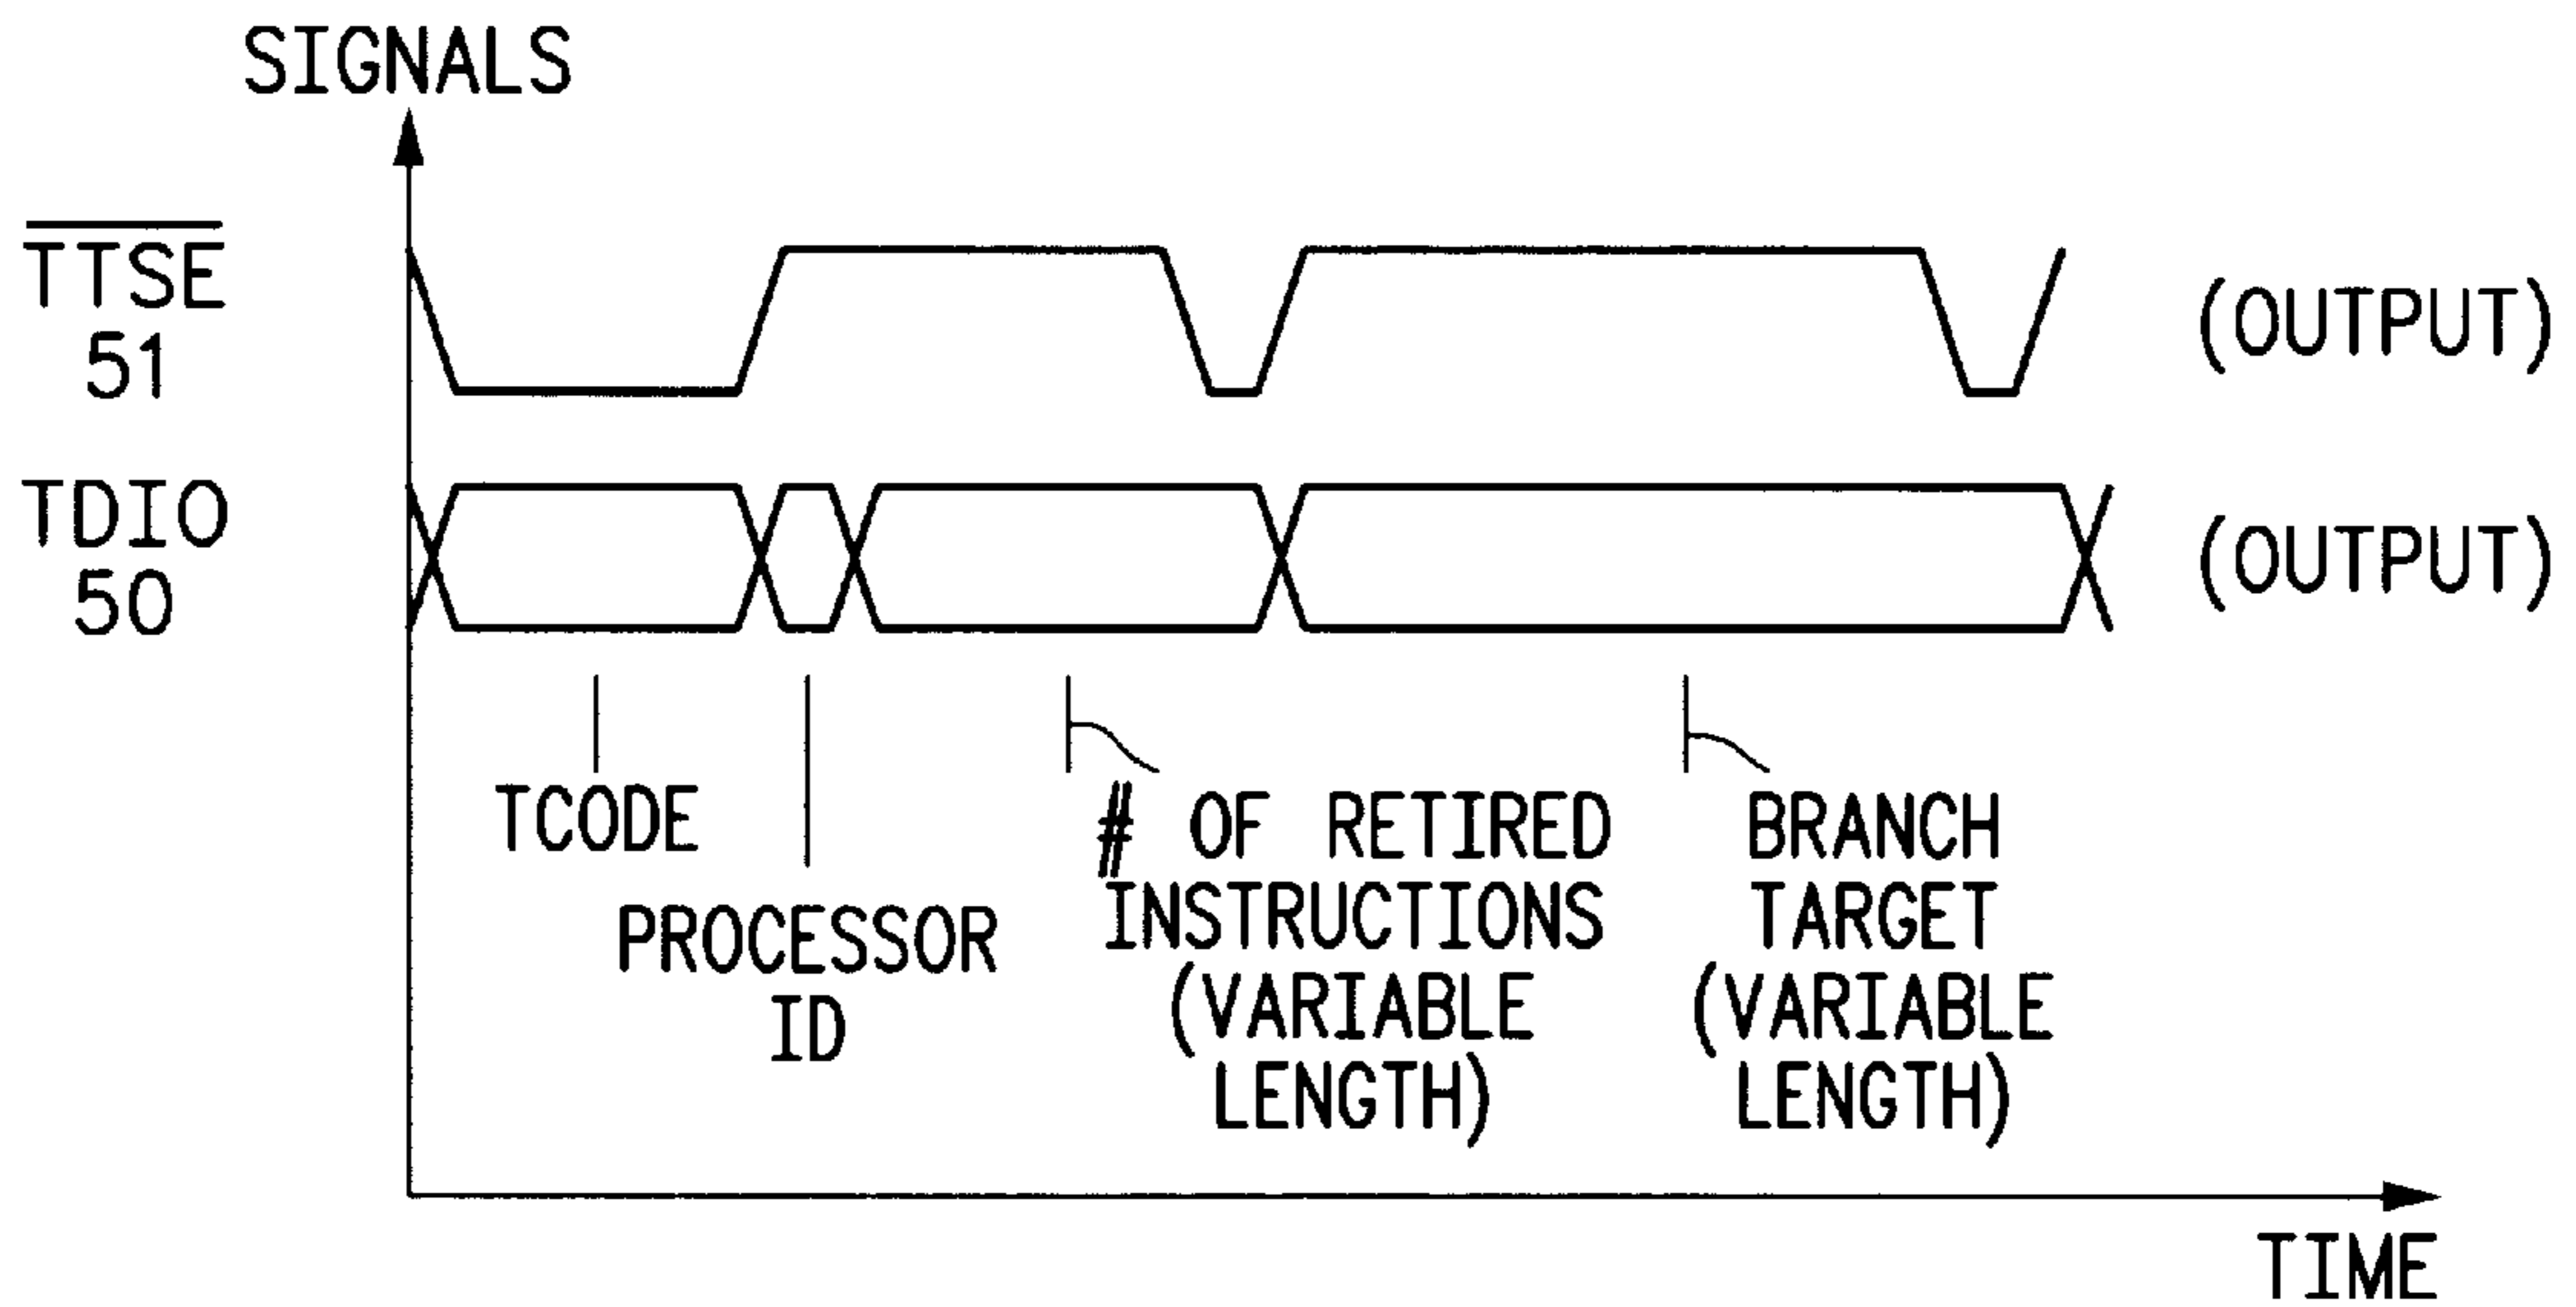 SIGNALS
TTSE
51
(OUTPUT)
TDIO
50
(OUTPUT)
TCODE
PROCESSOR
ID
# OF RETIRED
INSTRUCTIONS
(VARIABLE
LENGTH)
BRANCH
TARGET
(VARIABLE
LENGTH)
TIME